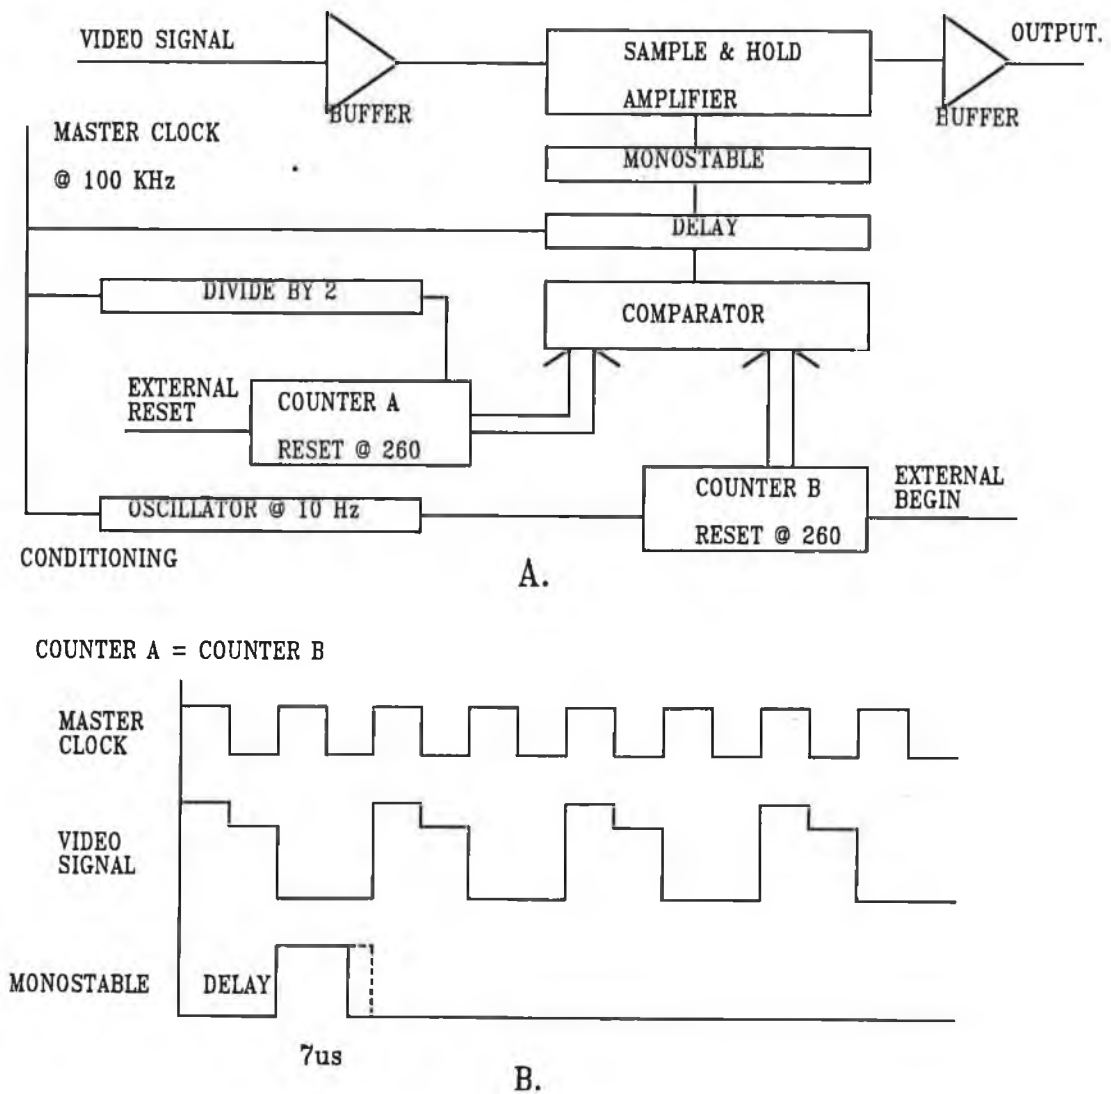 VIDEO SIGNAL
BUFFER
SAMPLE & HOLD
AMPLIFIER
OUTPUT.
BUFFER
MASTER CLOCK
@ 100 KHz
MONOSTABLE
DELAY
DIVIDE BY 2
COMPARATOR
EXTERNAL
RESET
COUNTER A
RESET @ 260
COUNTER B
RESET @ 260
EXTERNAL
BEGIN
OSCILLATOR @ 10 Hz
CONDITIONING
A.
COUNTER A = COUNTER B
MASTER
CLOCK
VIDEO
SIGNAL
MONOSTABLE
DELAY
7us
B.